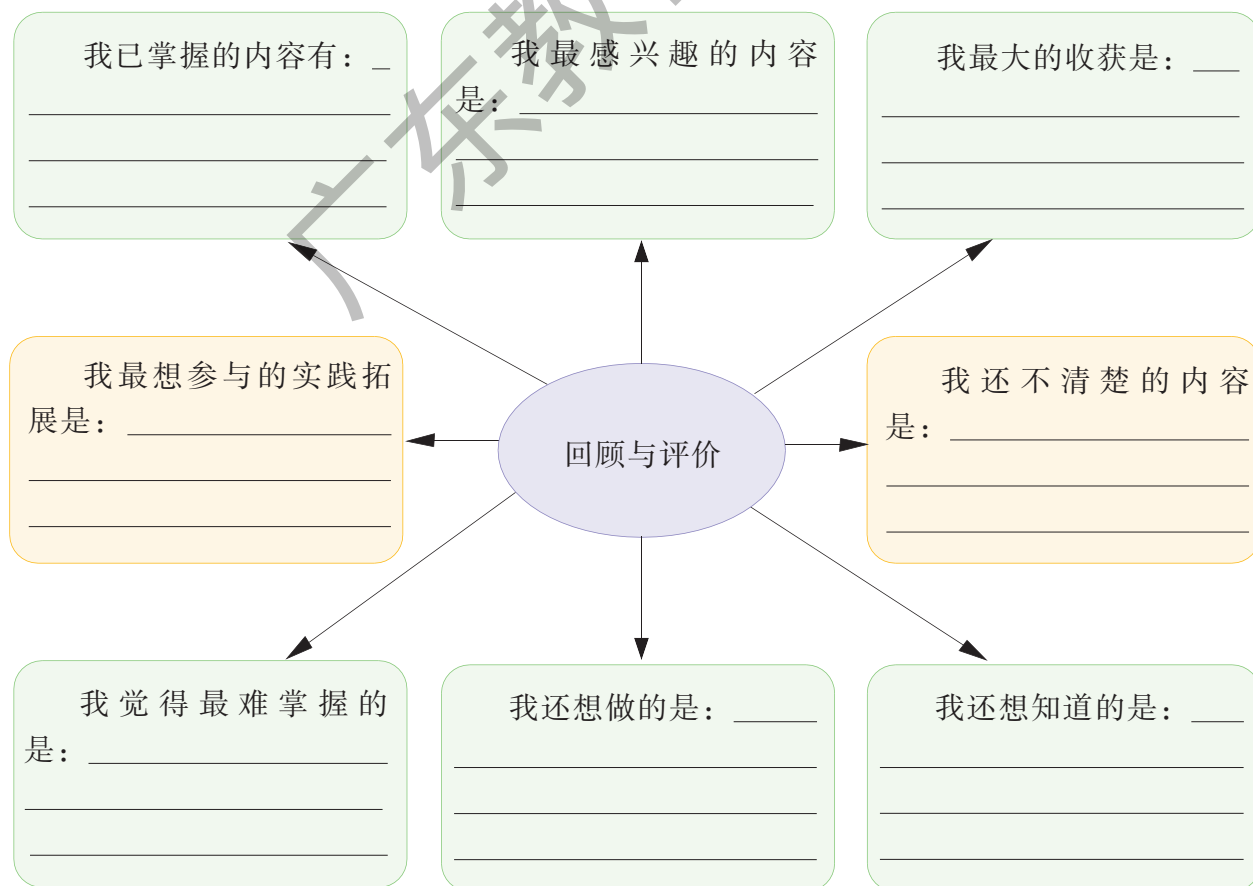 广东教
我已掌握的内容有：
我最感兴趣的内容
是：
我最大的收获是：
我最想参与的实践拓
展是：
回顾与评价
我还不清楚的内容
是：
我觉得最难掌握的
是：
我还想做的是：
我还想知道的是：